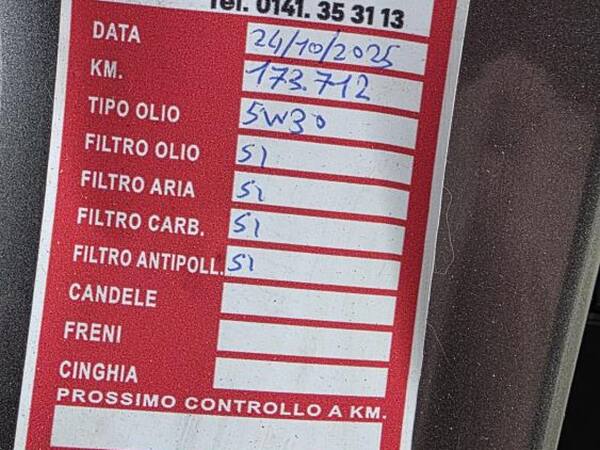 Tel. 0141. 35 31 13
DATA 24/10/2025
KM. 173.712
TIPO OLIO 5W30
FILTRO OLIO SI
FILTRO ARIA SI
FILTRO CARB. SI
FILTRO ANTIPOLL. SI
CANDELE
FRENI
CINGHIA
PROSSIMO CONTROLLO A KM.